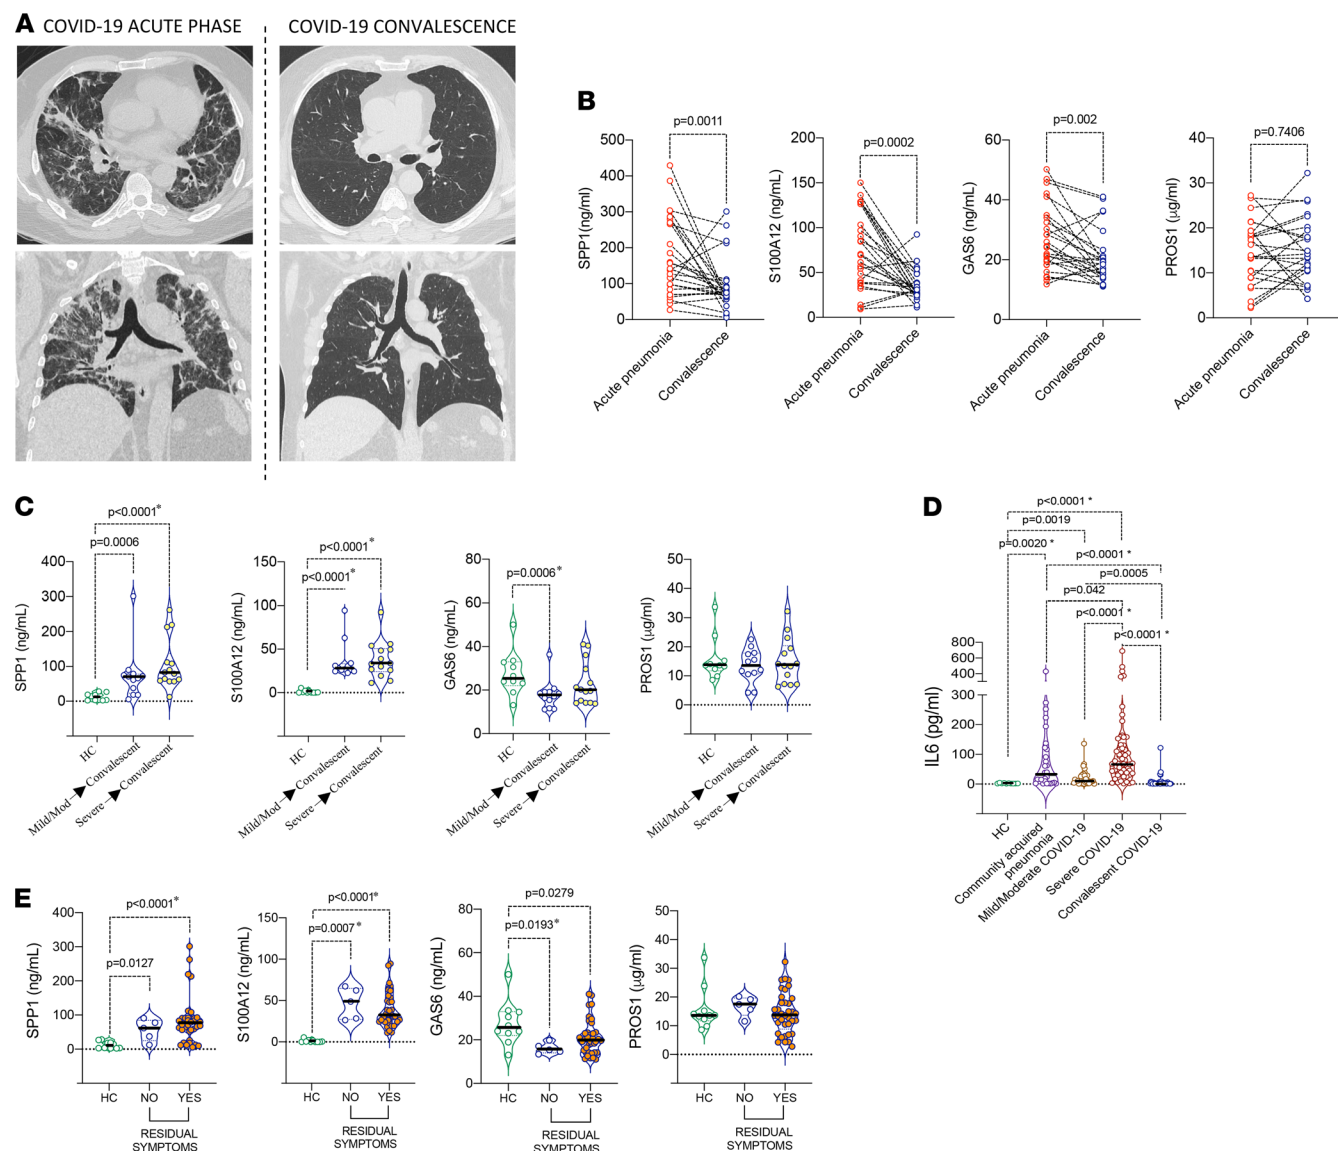 A COVID-19 ACUTE PHASE
COVID-19 CONVALESCENCE
B
p=0.0011
SPP1(ng/ml)
500
400
300
200
100
0
Acute pneumonia
Convalescence
p=0.0002
S100A12 (ng/mL)
200
150
100
50
0
Acute pneumonia
Convalescence
p=0.002
GAS6 (ng/mL)
60
40
20
0
Acute pneumonia
Convalescence
p=0.7406
PROS1 (µg/ml)
40
30
20
10
0
Acute pneumonia
Convalescence
C
p<0.0001*
p=0.0006
SPP1 (ng/mL)
400
300
200
100
0
HC
Mild/Mod Convalescent
Severe Convalescent
p<0.0001*
p<0.0001*
S100A12 (ng/mL)
150
100
50
0
HC
Mild/Mod Convalescent
Severe Convalescent
p=0.0006*
GAS6 (ng/mL)
80
60
40
20
0
HC
Mild/Mod Convalescent
Severe Convalescent
PROS1 (µg/ml)
50
40
30
20
10
0
HC
Mild/Mod Convalescent
Severe Convalescent
D
p<0.0001 *
p=0.0019
p=0.0020 *
p<0.0001 *
p=0.0005
p=0.042
p<0.0001 *
p<0.0001 *
IL6 (pg/ml)
800
600
400
300
200
100
0
HC
Community acquired
pneumonia
Mild/Moderate COVID-19
Severe COVID-19
Convalescent COVID-19
E
p<0.0001*
p=0.0127
SPP1 (ng/mL)
400
300
200
100
0
HC NO YES
RESIDUAL
SYMPTOMS
p<0.0001*
p=0.0007*
S100A12 (ng/mL)
150
100
50
0
HC NO YES
RESIDUAL
SYMPTOMS
p=0.0279
p=0.0193*
GAS6 (ng/mL)
80
60
40
20
0
HC NO YES
RESIDUAL
SYMPTOMS
PROS1 (µg/ml)
50
40
30
20
10
0
HC NO YES
RESIDUAL
SYMPTOMS